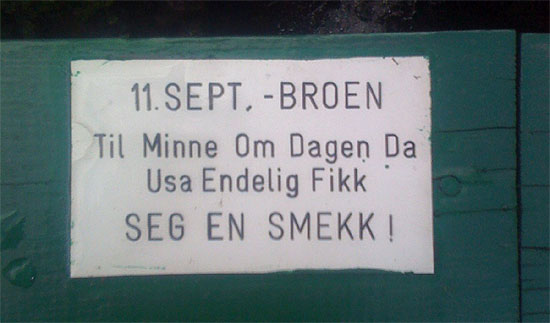 11.SEPT. -BROEN
Til Minne Om Dagen Da
Usa Endelig Fikk
SEG EN SMEKK!